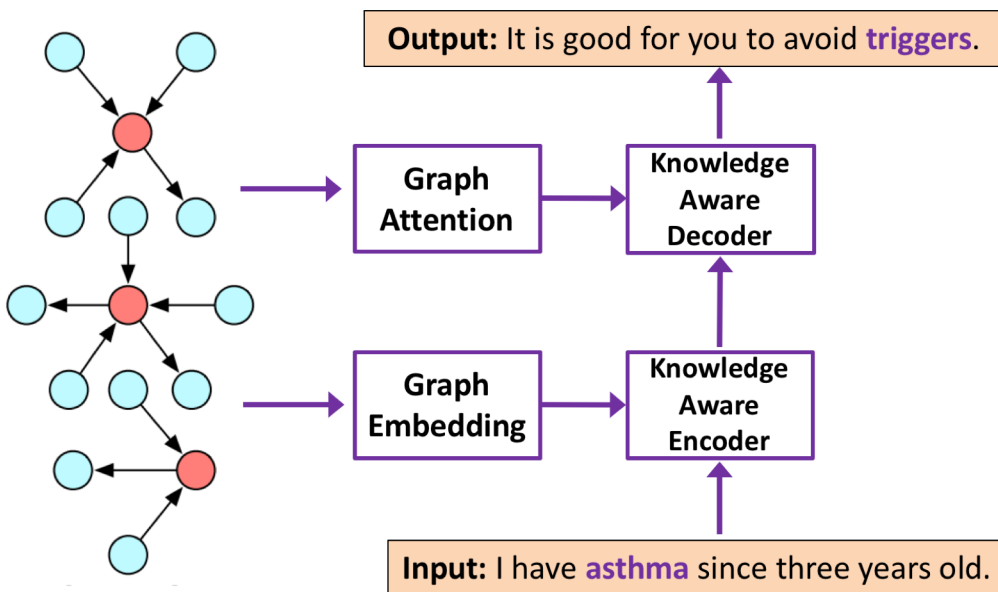 Output: It is good for you to avoid triggers.
Graph
Attention
Knowledge
Aware
Decoder
Graph
Embedding
Knowledge
Aware
Encoder
Input: I have asthma since three years old.